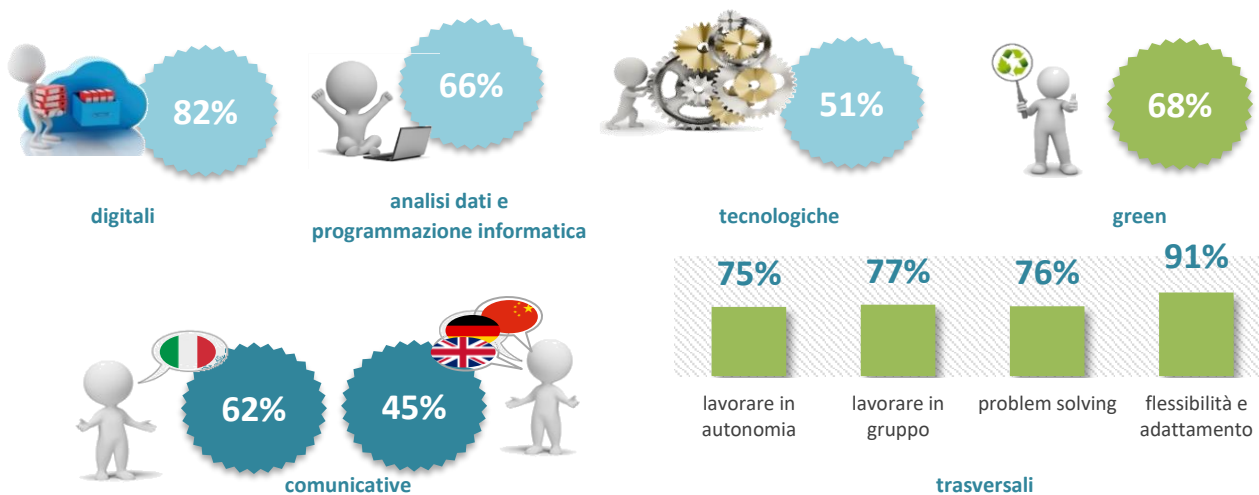 82%
66%
51%
68%
digitali
analisi dati e
programmazione informatica
tecnologiche
green
62%
45%
comunicative
75%
77%
76%
91%
lavorare in
autonomia
lavorare in
gruppo
problem solving
flessibilità e
adattamento
trasversali